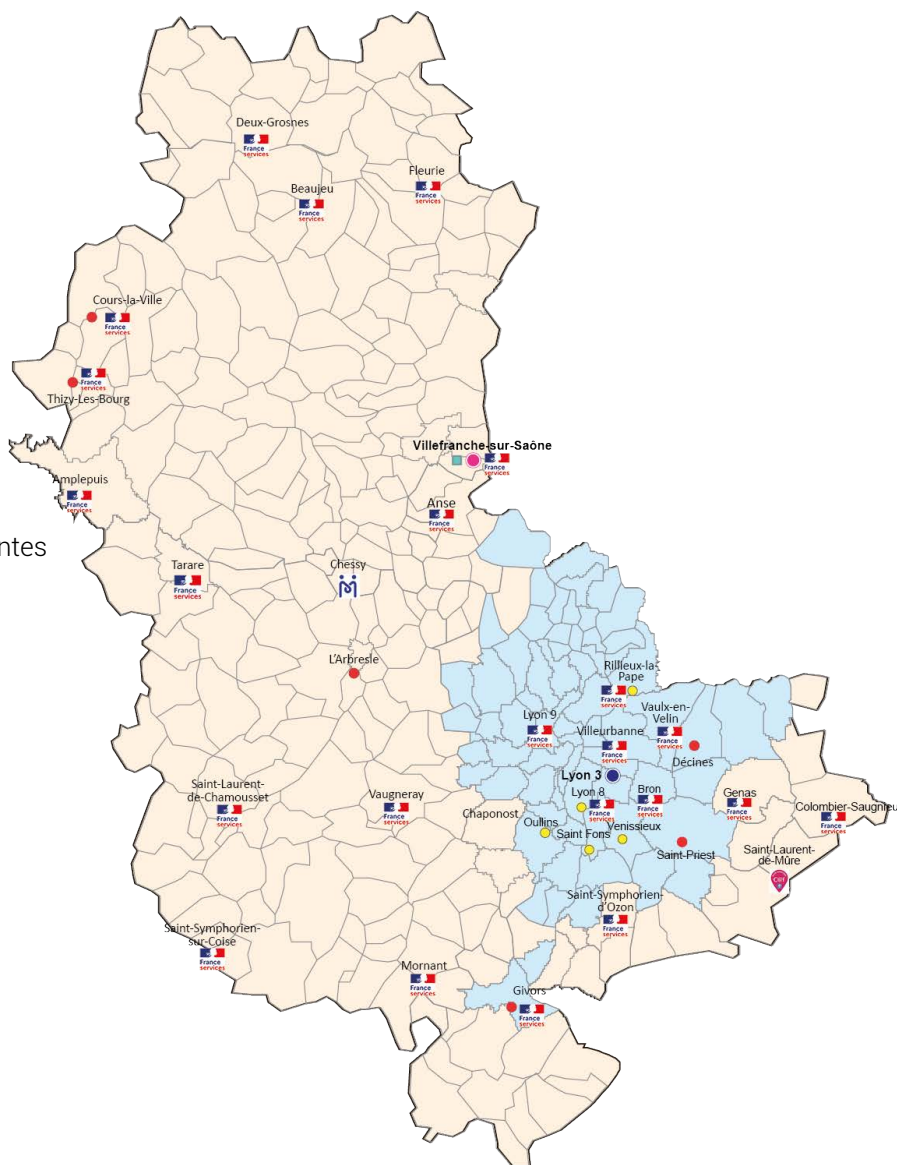 Deux-Grosnes
France
services
Fleurie
France
services
Beaujeu
France
services
Cours-la-Ville
France
services
France
services
Thizy-Les-Bourg
Villefranche-sur-Saône
France
services
Amplepuis
France
services
Anse
France
services
ntes
Tarare
France
services
Chessy
L'Arbresle
Rillieux-la-
Pape
France
services
Lyon 9
France
services
Vaulx-en-
Velin
France
services
Villeurbanne
France
services
Décines
Lyon 3
Lyon 8
France
services
Bron
France
services
Genas
France
services
Colombier-Saugnieu
France
services
Saint-Laurent-
de-Chamousset
France
services
Vaugneray
France
services
Chaponost
Oullins
Saint Fons
Venissieux
Saint-Priest
Saint-Laurent-
de-Mûre
Saint-Symphorien-
d'Ozon
France
services
Saint-Symphorien-
sur-Coise
France
services
Mornant
France
services
Givors
France
services